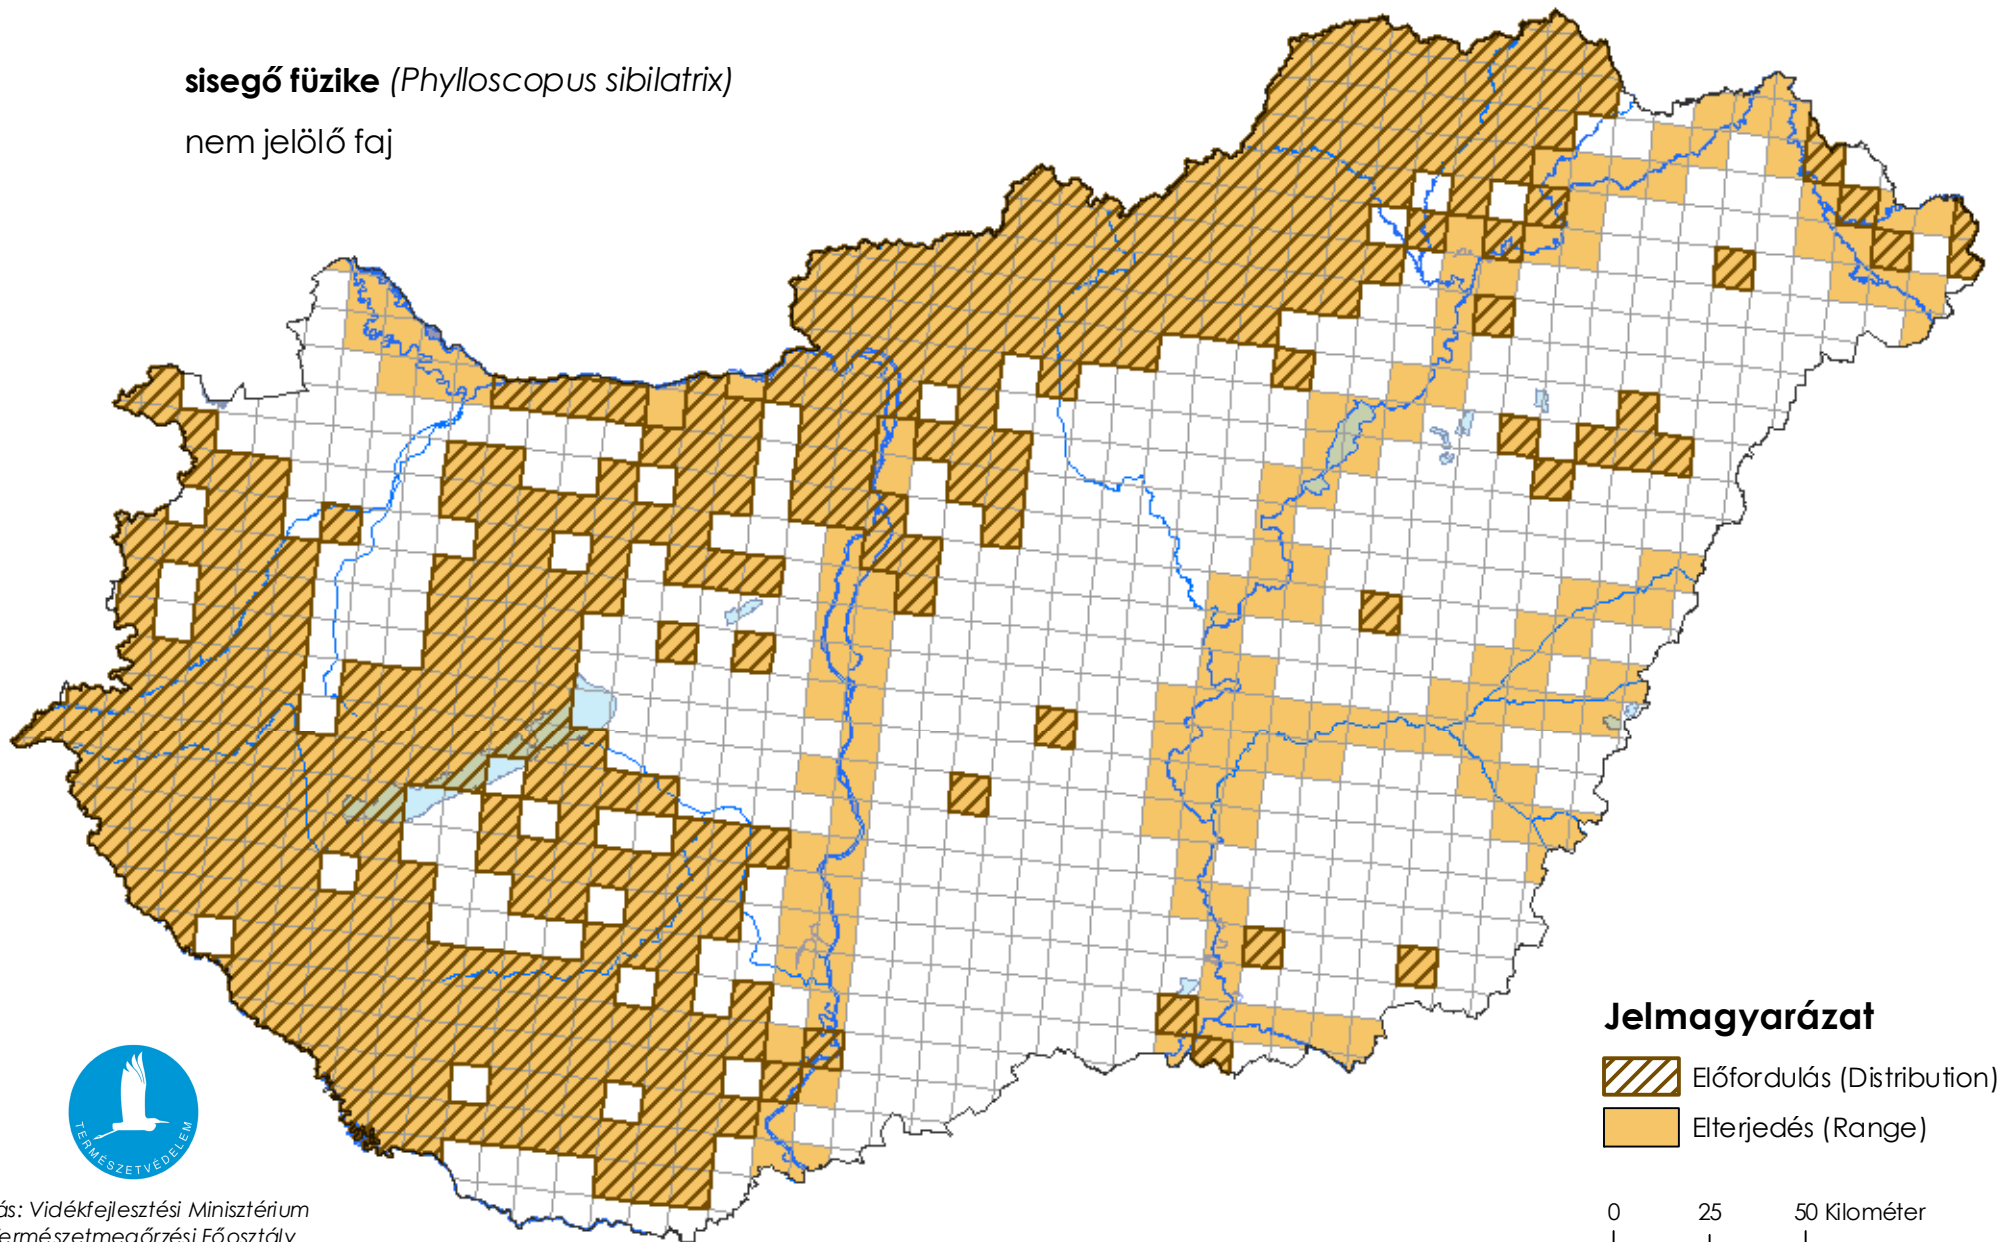 sisegő füzike (Phylloscopus sibilatrix)
nem jelölő faj
Jelmagyarázat
Előfordulás (Distribution)
Elterjedés (Range)
0 25 50 Kilométer
TERMÉSZETVÉDELEM
Vidékfejlesztési Minisztérium
Főosztály